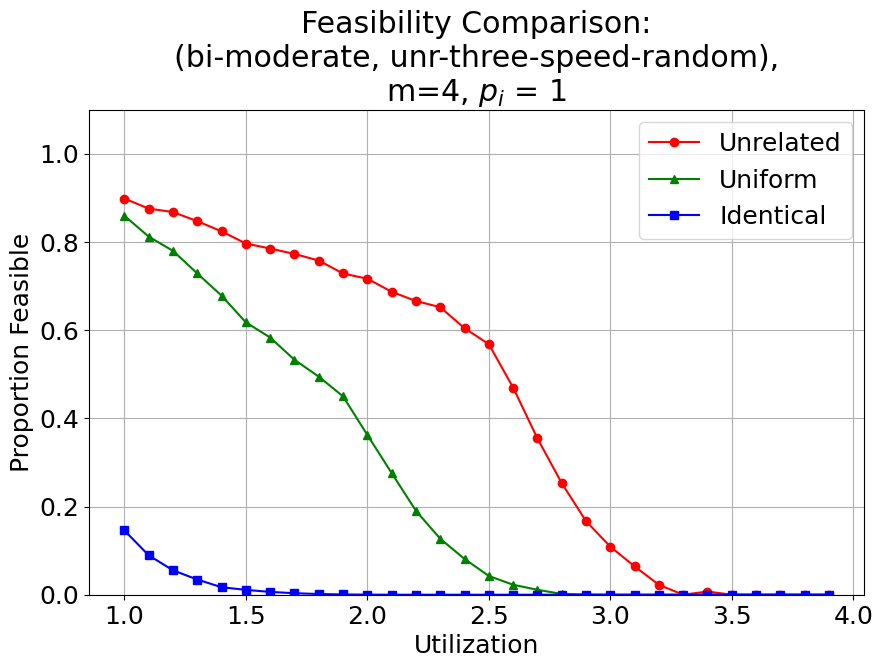 Feasibility Comparison:
(bi-moderate, unr-three-speed-random),
m=4, $p_i$ = 1
Unrelated
Uniform
Identical
Proportion Feasible
1.0
0.8
0.6
0.4
0.2
0.0
1.0 1.5 2.0 2.5 3.0 3.5 4.0
Utilization